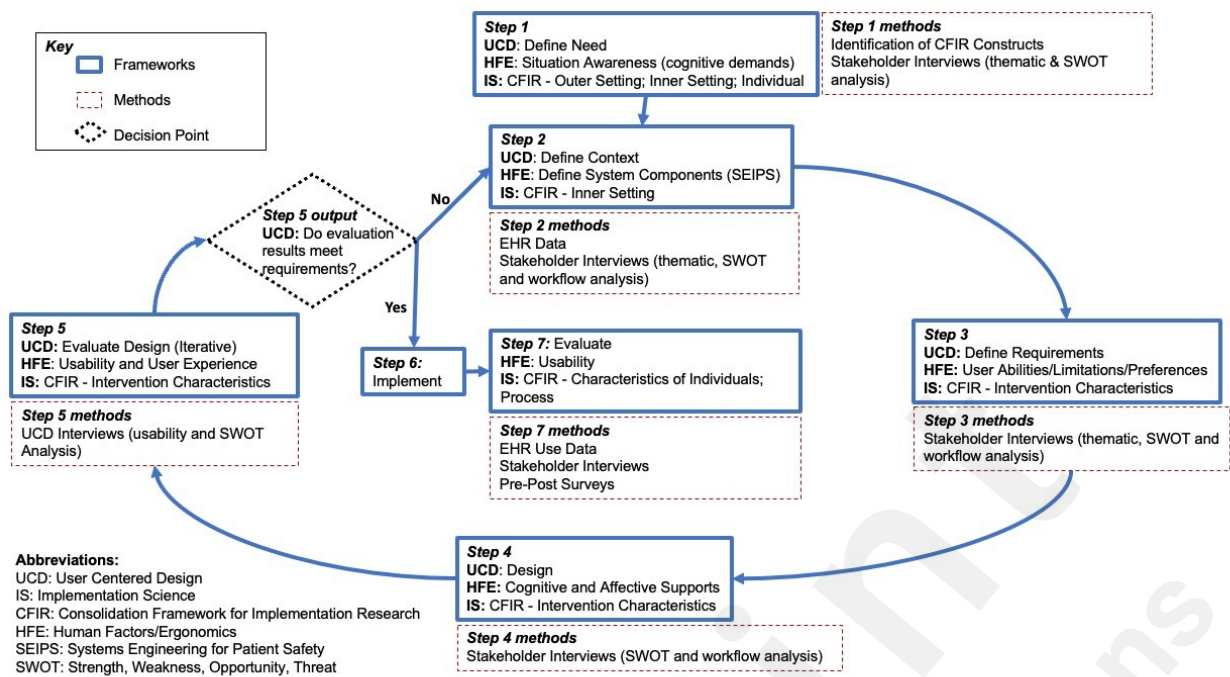 Key
Frameworks
Methods
Decision Point
Step 1
UCD: Define Need
HFE: Situation Awareness (cognitive demands)
IS: CFIR - Outer Setting; Inner Setting; Individual
Step 1 methods
Identification of CFIR Constructs
Stakeholder Interviews (thematic & SWOT
analysis)
Step 2
UCD: Define Context
HFE: Define System Components (SEIPS)
IS: CFIR - Inner Setting
Step 2 methods
EHR Data
Stakeholder Interviews (thematic, SWOT
and workflow analysis)
Step 5 output
UCD: Do evaluation
results meet
requirements?
No
Yes
Step 3
UCD: Define Requirements
HFE: User Abilities/Limitations/Preferences
IS: CFIR - Intervention Characteristics
Step 3 methods
Stakeholder Interviews (thematic, SWOT and
workflow analysis)
Step 5
UCD: Evaluate Design (Iterative)
HFE: Usability and User Experience
IS: CFIR - Intervention Characteristics
Step 5 methods
UCD Interviews (usability and SWOT
Analysis)
Step 6:
Implement
Step 7: Evaluate
HFE: Usability
IS: CFIR - Characteristics of Individuals;
Process
Step 7 methods
EHR Use Data
Stakeholder Interviews
Pre-Post Surveys
Step 4
UCD: Design
HFE: Cognitive and Affective Supports
IS: CFIR - Intervention Characteristics
Step 4 methods
Stakeholder Interviews (SWOT and workflow analysis)
Abbreviations:
UCD: User Centered Design
IS: Implementation Science
CFIR: Consolidation Framework for Implementation Research
HFE: Human Factors/Ergonomics
SEIPS: Systems Engineering for Patient Safety
SWOT: Strength, Weakness, Opportunity, Threat